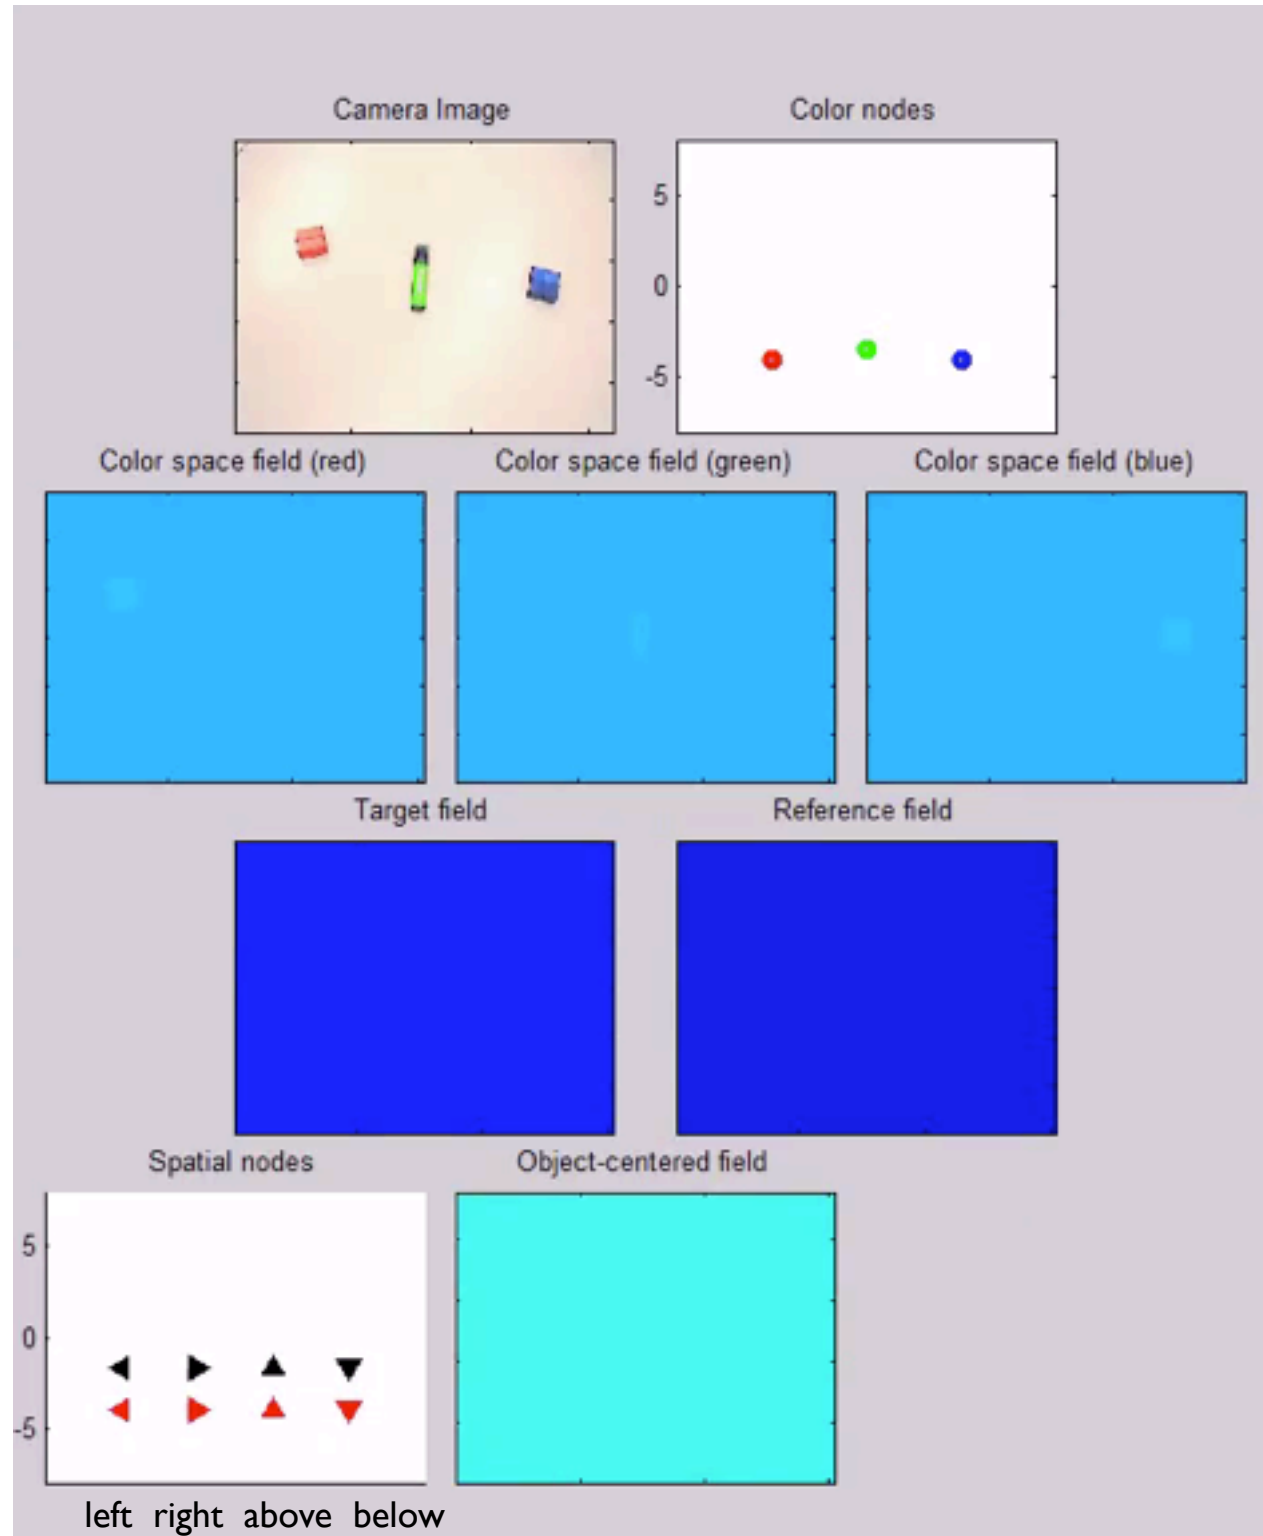 Camera Image
Color nodes
5
0
-5
Color space field (red)
Color space field (green)
Color space field (blue)
Target field
Reference field
Spatial nodes
Object-centered field
5
0
-5
left right above below